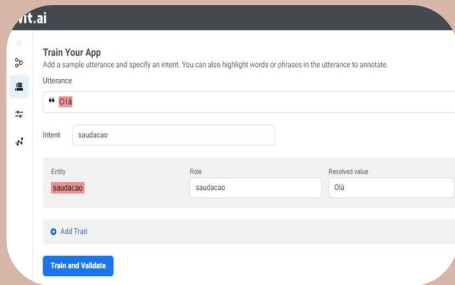 wit.ai
Train Your App
Add a sample utterance and specify an intent. You can also highlight words or phrases in the utterance to annotate.
Utterance
❝ Olá
Intent saudacao
Entity Role Resolved value
saudacao saudacao Olá
Add Trait
Train and Validate